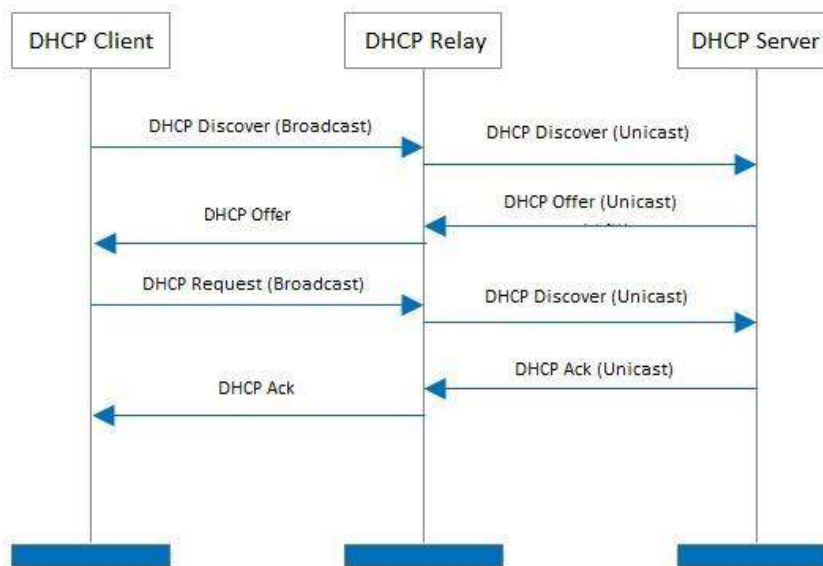 DHCP Client
DHCP Relay
DHCP Server
DHCP Discover (Broadcast)
DHCP Discover (Unicast)
DHCP Offer (Unicast)
DHCP Offer
DHCP Request (Broadcast)
DHCP Discover (Unicast)
DHCP Ack (Unicast)
DHCP Ack